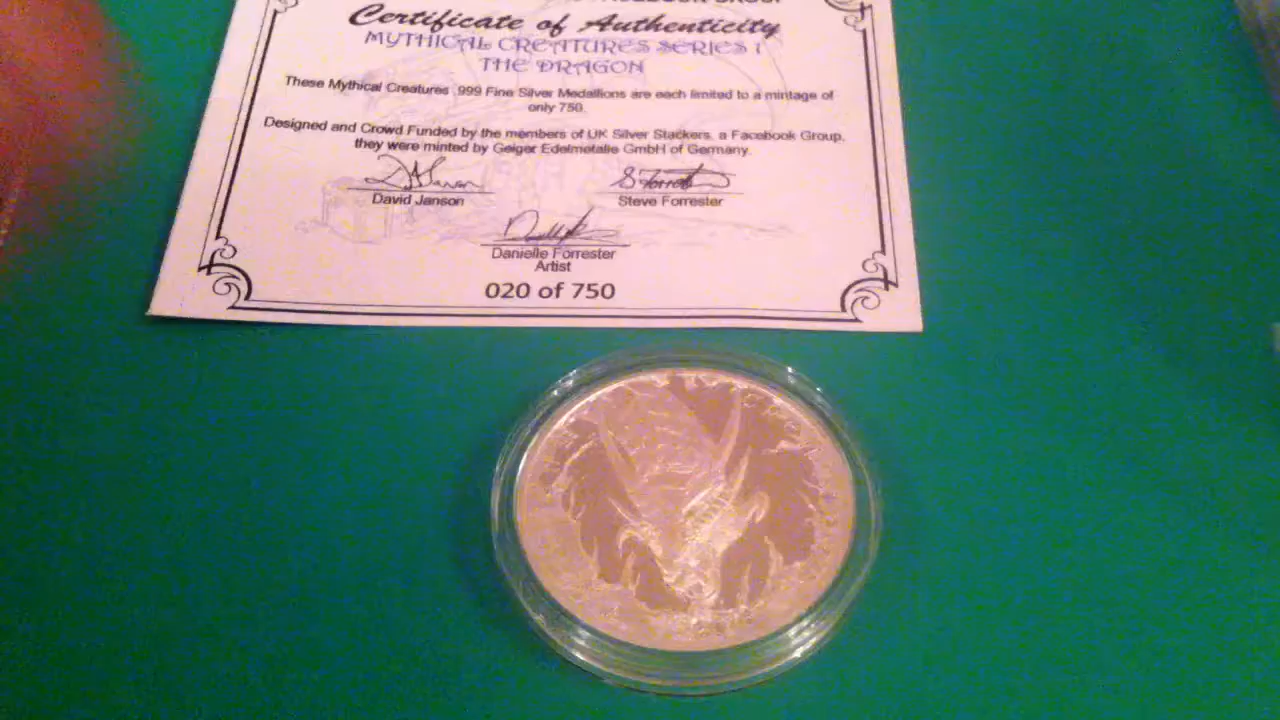 Certificate of Authenticity
MYTHICAL CREATURES SERIES 1
THE DRAGON
These Mythical Creatures .999 Fine Silver Medallions are each limited to a mintage of
only 750.
Designed and Crowd Funded by the members of UK Silver Stackers, a Facebook Group,
they were minted by Geiger Edelmetalle GmbH of Germany.
David Janson
Steve Forrester
Danielle Forrester
Artist
020 of 750